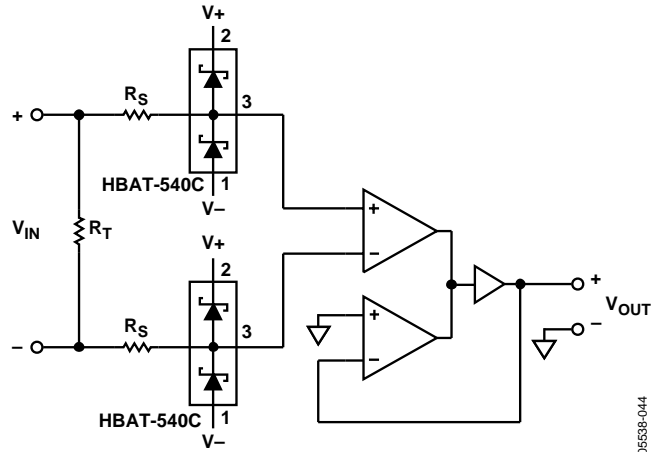 V+
2
RS
+
3
1
HBAT-540C
V–
VIN
RT
V+
2
RS
–
3
1
HBAT-540C
V–
+
–
+
–
+
VOUT
–
05538-044